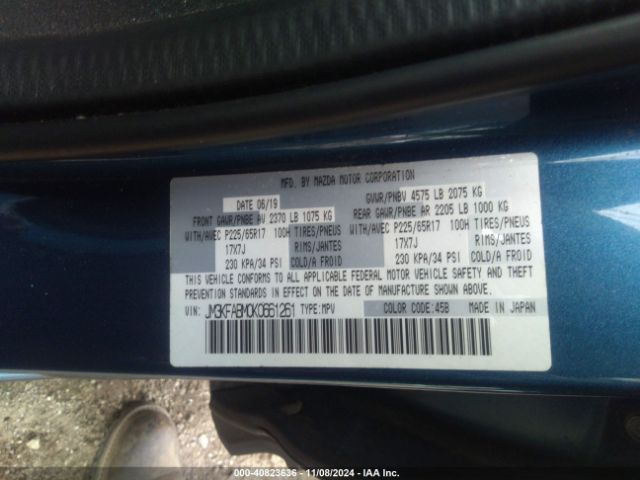 MFD. BY MAZDA MOTOR CORPORATION
DATE 06/19 GVWR/PNBV 4575 LB 2075 KG
FRONT GAWR/PNBE AV 2370 LB 1075 KG REAR GAWR/PNBE AR 2205 LB 1000 KG
WITH/AVEC P225/65R17 100H TIRES/PNEUS WITH/AVEC P225/65R17 100H TIRES/PNEUS
17X7J RIMS/JANTES 17X7J RIMS/JANTES
230 KPA/34 PSI COLD/A FROID 230 KPA/34 PSI COLD/A FROID
THIS VEHICLE CONFORMS TO ALL APPLICABLE FEDERAL MOTOR VEHICLE SAFETY AND THEFT
PREVENTION STANDARDS IN EFFECT ON THE DATE OF MANUFACTURE SHOWN ABOVE.
VIN: JM3KFABM0K0661261 TYPE:MPV COLOR CODE:45B MADE IN JAPAN
000-40823636 - 11/08/2024 - IAA Inc.